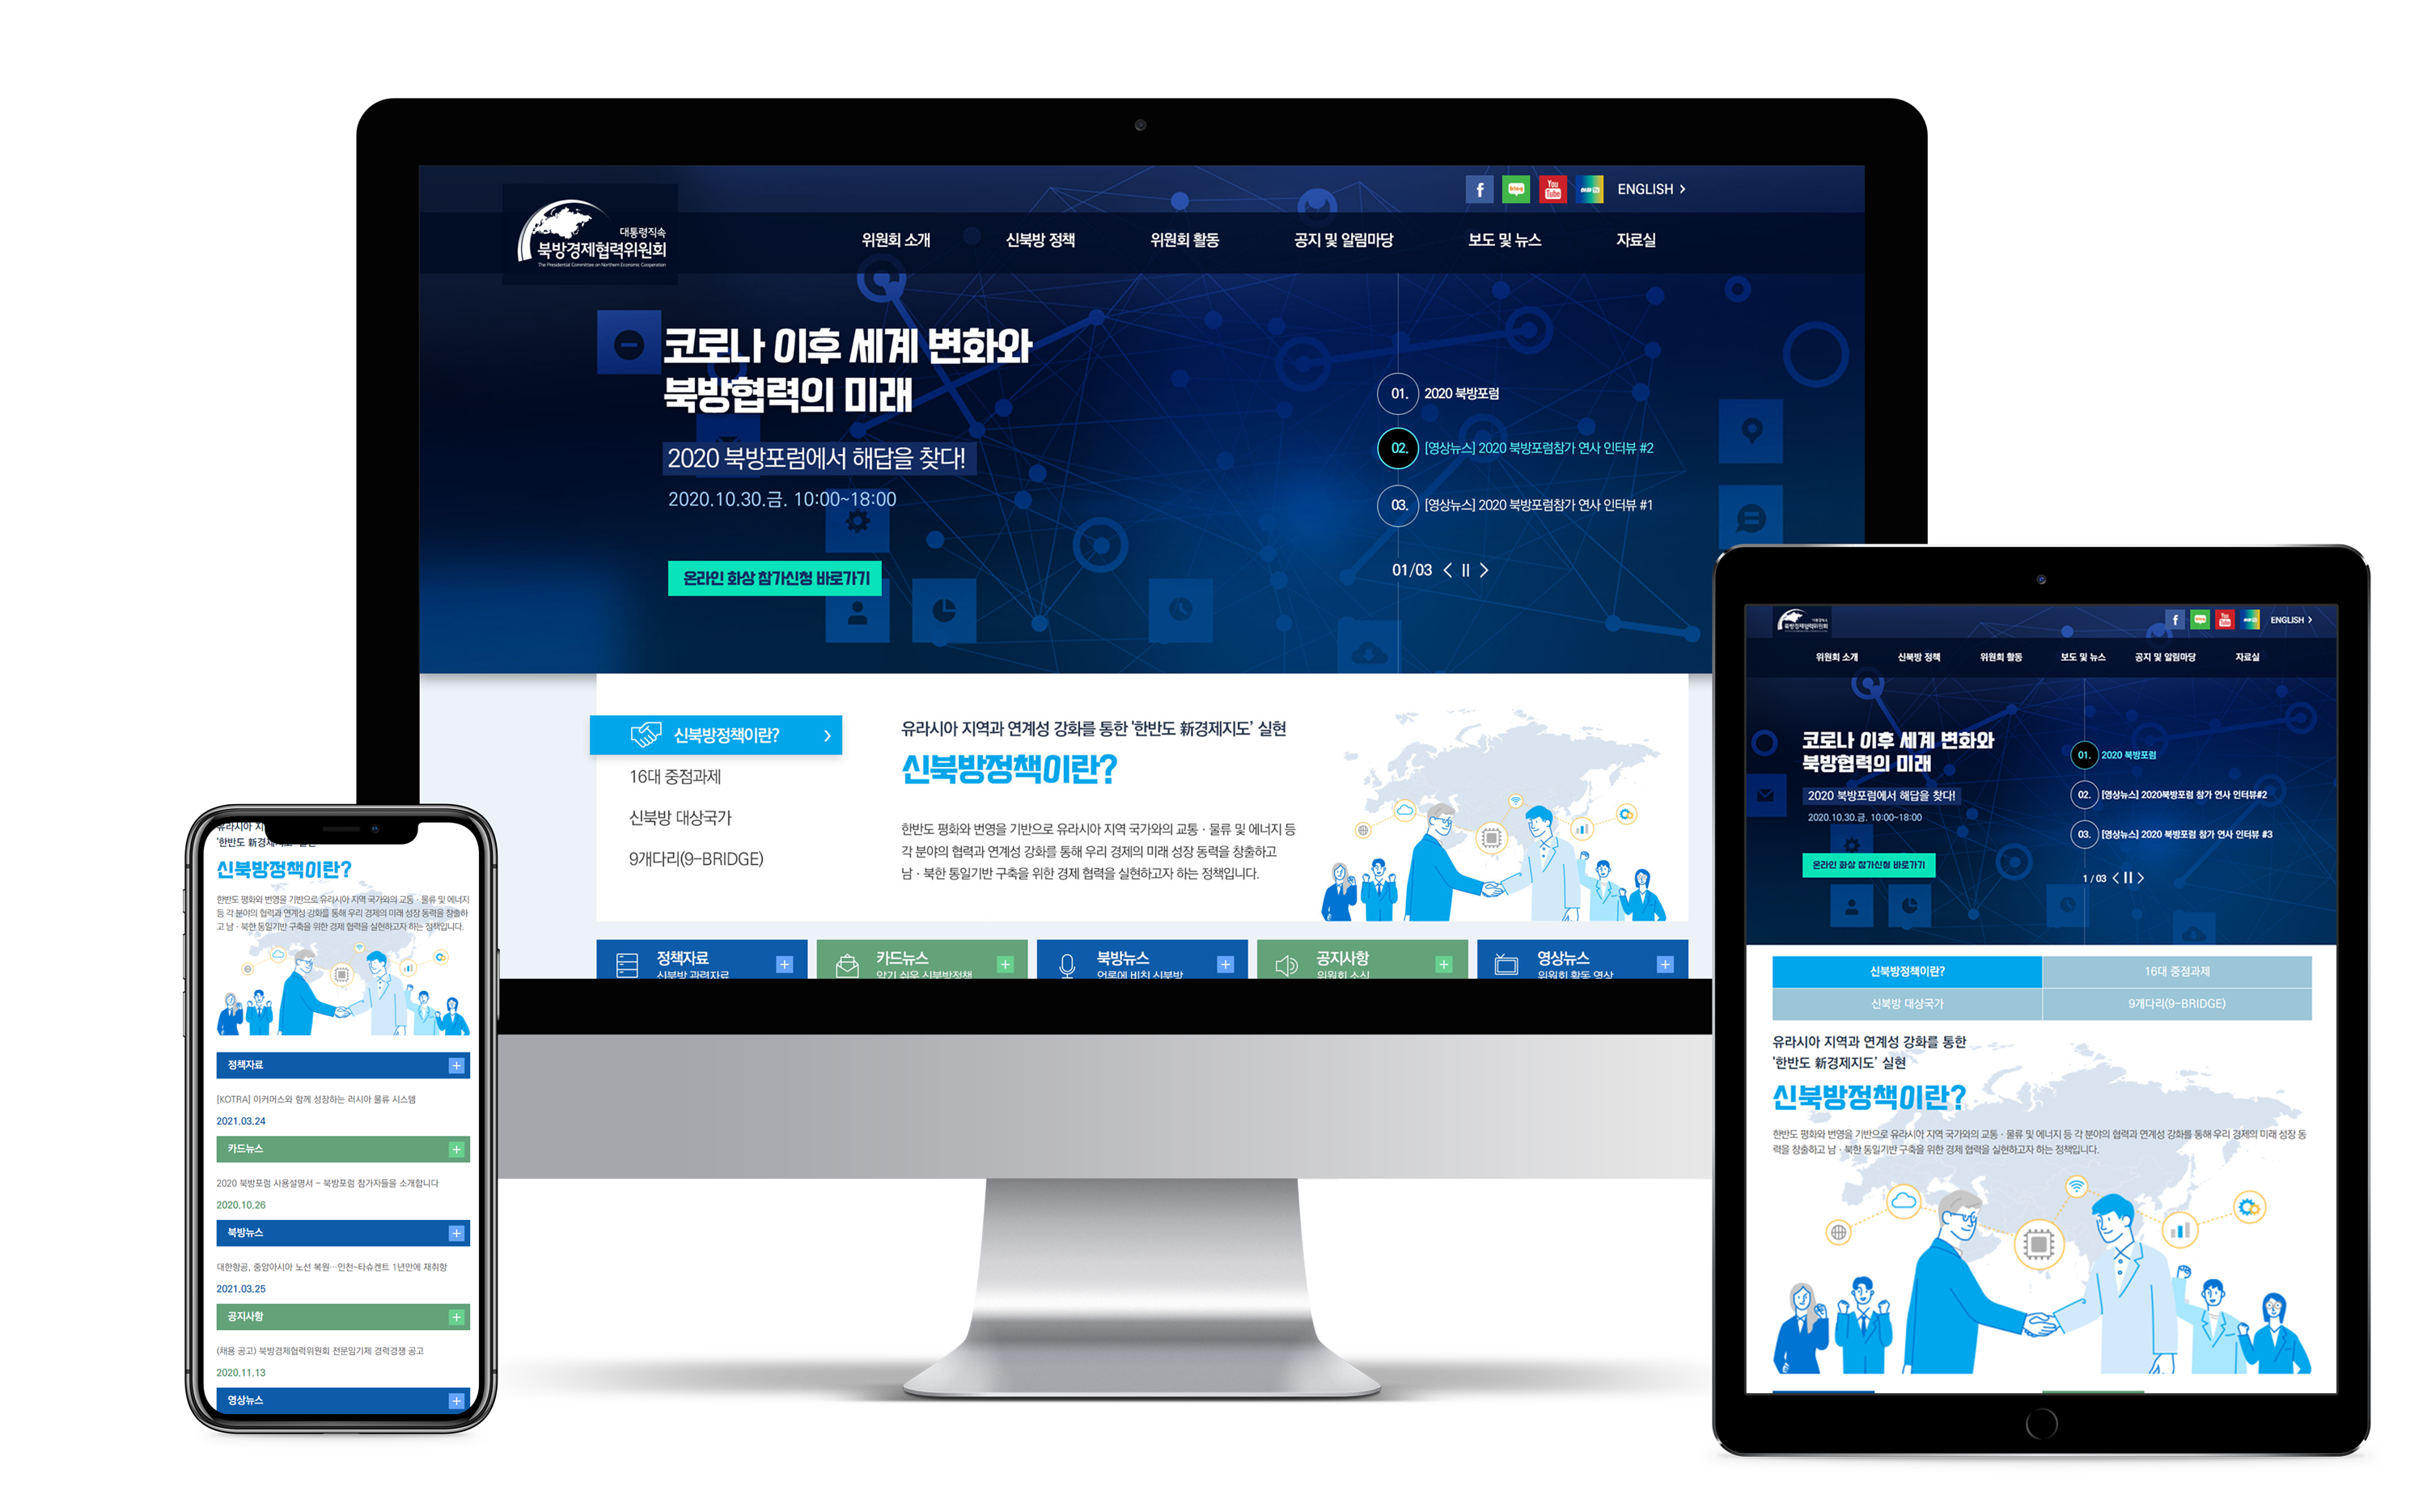 대통령직속
북방경제협력위원회
The Presidential Committee on Northern Economic Cooperation
f
blog
You Tube
ENGLISH >
위원회 소개
신북방 정책
위원회 활동
공지 및 알림마당
보도 및 뉴스
자료실
코로나 이후 세계 변화와
북방협력의 미래
2020 북방포럼에서 해답을 찾다!
2020.10.30.금. 10:00~18:00
온라인 화상 참가신청 바로가기
01. 2020 북방포럼
02. [영상뉴스] 2020 북방포럼참가 연사 인터뷰 #2
03. [영상뉴스] 2020 북방포럼참가 연사 인터뷰 #1
01/03
신북방정책이란?
16대 중점과제
신북방 대상국가
9개다리(9-BRIDGE)
유라시아 지역과 연계성 강화를 통한 '한반도 新경제지도' 실현
신북방정책이란?
한반도 평화와 번영을 기반으로 유라시아 지역 국가와의 교통 · 물류 및 에너지 등
각 분야의 협력과 연계성 강화를 통해 우리 경제의 미래 성장 동력을 창출하고
남 · 북한 통일기반 구축을 위한 경제 협력을 실현하고자 하는 정책입니다.
정책자료
신북방 관련자료
카드뉴스
알기 쉬운 신북방정책
북방뉴스
언론에 비친 신북방
공지사항
위원회 소식
영상뉴스
위원회 활동 영상
유라시아 지
'한반도 新경제
신북방정책이란?
한반도 평화와 번영을 기반으로 유라시아 지역 국가와의 교통 · 물류 및 에너지
등 각 분야의 협력과 연계성 강화를 통해 우리 경제의 미래 성장 동력을 창출하
고 남 · 북한 통일기반 구축을 위한 경제 협력을 실현하고자 하는 정책입니다.
정책자료
[KOTRA] 이커머스와 함께 성장하는 러시아 물류 시스템
2021.03.24
카드뉴스
2020 북방포럼 사용설명서 - 북방포럼 참가자들을 소개합니다
2020.10.26
북방뉴스
대한항공, 중앙아시아 노선 복원…인천-타슈켄트 1년만에 재취항
2021.03.25
공지사항
(채용 공고) 북방경제협력위원회 전문임기제 경력경쟁 공고
2020.11.13
영상뉴스
대통령직속
북방경제협력위원회
f
You Tube
ENGLISH >
위원회 소개
신북방 정책
위원회 활동
보도 및 뉴스
공지 및 알림마당
자료실
코로나 이후 세계 변화와
북방협력의 미래
2020 북방포럼에서 해답을 찾다!
2020.10.30.금. 10:00~18:00
온라인 화상 참가신청 바로가기
01. 2020 북방포럼
02. [영상뉴스] 2020북방포럼 참가 연사 인터뷰#2
03. [영상뉴스] 2020 북방포럼 참가 연사 인터뷰 #3
1 / 03
신북방정책이란?
16대 중점과제
신북방 대상국가
9개다리(9-BRIDGE)
유라시아 지역과 연계성 강화를 통한
'한반도 新경제지도' 실현
신북방정책이란?
한반도 평화와 번영을 기반으로 유라시아 지역 국가와의 교통 · 물류 및 에너지 등 각 분야의 협력과 연계성 강화를 통해 우리 경제의 미래 성장 동
력을 창출하고 남 · 북한 통일기반 구축을 위한 경제 협력을 실현하고자 하는 정책입니다.